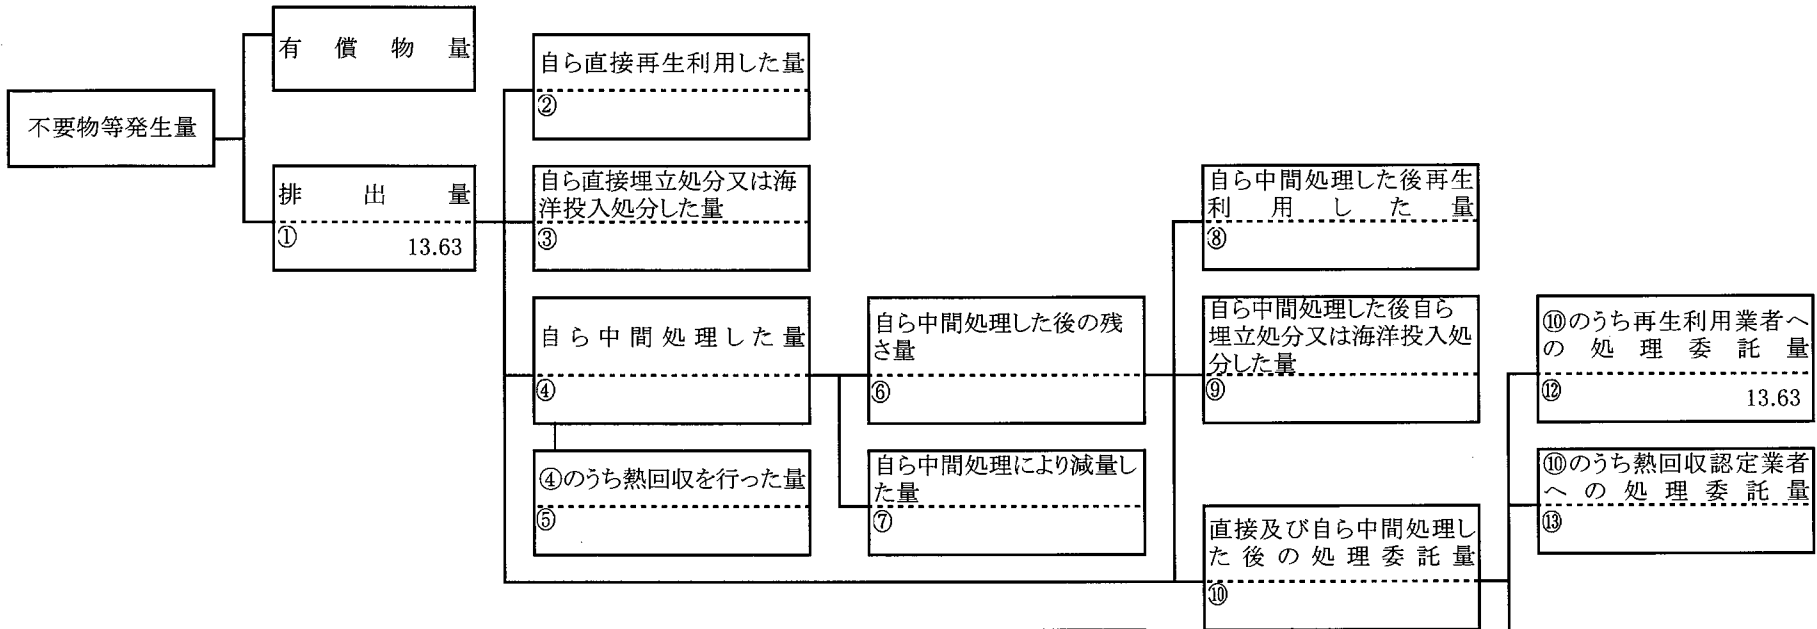 有償物量
不要物等発生量
排出量
①
13.63
自ら直接再生利用した量
②
自ら直接埋立処分又は海
洋投入処分した量
③
自ら中間処理した量
④
④のうち熱回収を行った量
⑤
自ら中間処理した後の残
さ量
⑥
自ら中間処理により減量し
た量
⑦
自ら中間処理した後再生
利用した量
⑧
自ら中間処理した後自ら
埋立処分又は海洋投入処
分した量
⑨
直接及び自ら中間処理し
た後の処理委託量
⑩
⑩のうち再生利用業者へ
の処理委託量
⑫
13.63
⑩のうち熱回収認定業者
への処理委託量
⑬